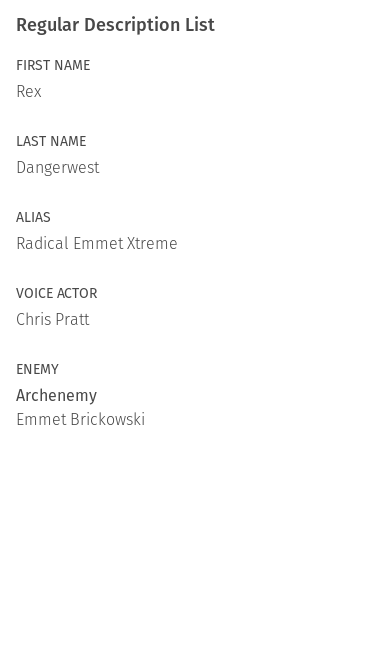 Regular Description List
FIRST NAME
Rex
LAST NAME
Dangerwest
ALIAS
Radical Emmet Xtreme
VOICE ACTOR
Chris Pratt
ENEMY
Archenemy
Emmet Brickowski